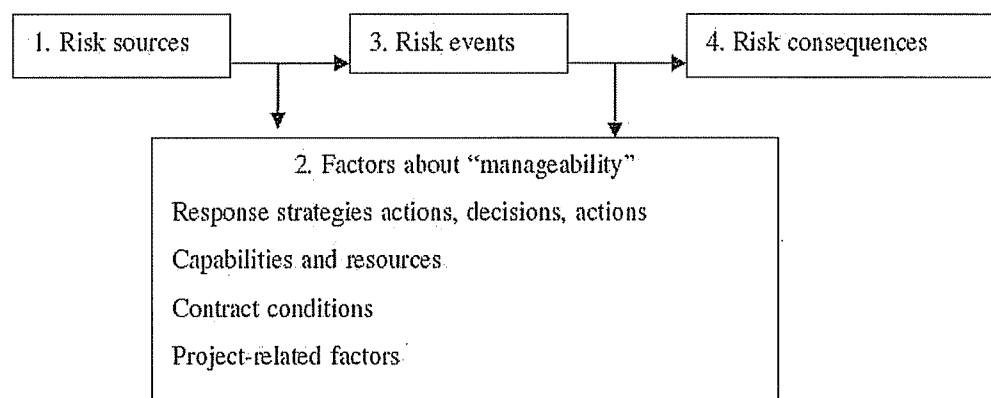 1. Risk sources
3. Risk events
4. Risk consequences
2. Factors about “manageability”
Response strategies actions, decisions, actions
Capabilities and resources
Contract conditions
Project-related factors